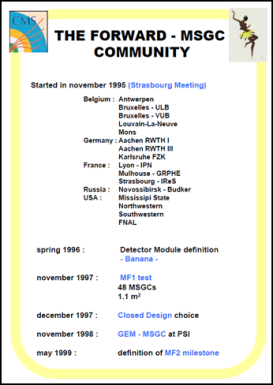 CMS
THE FORWARD - MSGC
COMMUNITY
Started in november 1995 (Strasbourg Meeting)
Belgium : Antwerpen
Bruxelles - ULB
Bruxelles - VUB
Louvain-La-Neuve
Mons
Germany : Aachen RWTH I
Aachen RWTH III
Karlsruhe FZK
France : Lyon - IPN
Mulhouse - GRPHE
Strasbourg - IReS
Russia : Novossibirsk - Budker
USA : Mississipi State
Northwestern
Southwestern
FNAL
spring 1996 : Detector Module definition
- Banana -
november 1997 : MF1 test
48 MSGCs
1.1 m²
december 1997 : Closed Design choice
november 1998 : GEM - MSGC at PSI
may 1999 : definition of MF2 milestone